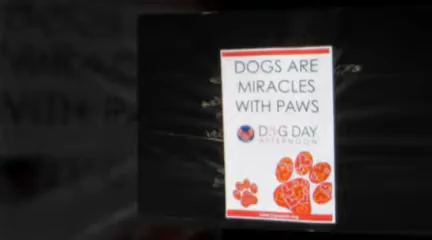 DOGS ARE
MIRACLES
WITH PAWS
DOG DAY
AFTERNOON